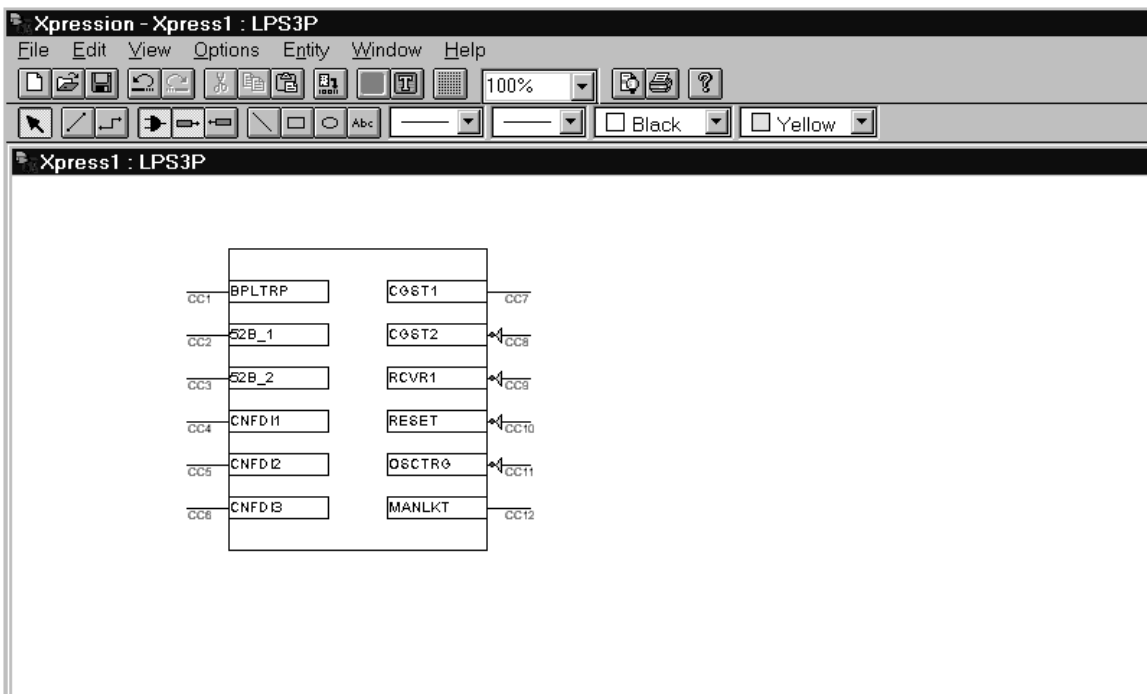 Xpression - Xpress1 : LPS3P
File Edit View Options Entity Window Help
T 100% ?
Abc Black Yellow
Xpress1 : LPS3P
CC1 BPLTRP CGST1 CC7
CC2 52B_1 CGST2 CC8
CC3 52B_2 RCVR1 CC9
CC4 CNFDI1 RESET CC10
CC5 CNFDI2 OSCTRG CC11
CC6 CNFDI3 MANLKT CC12